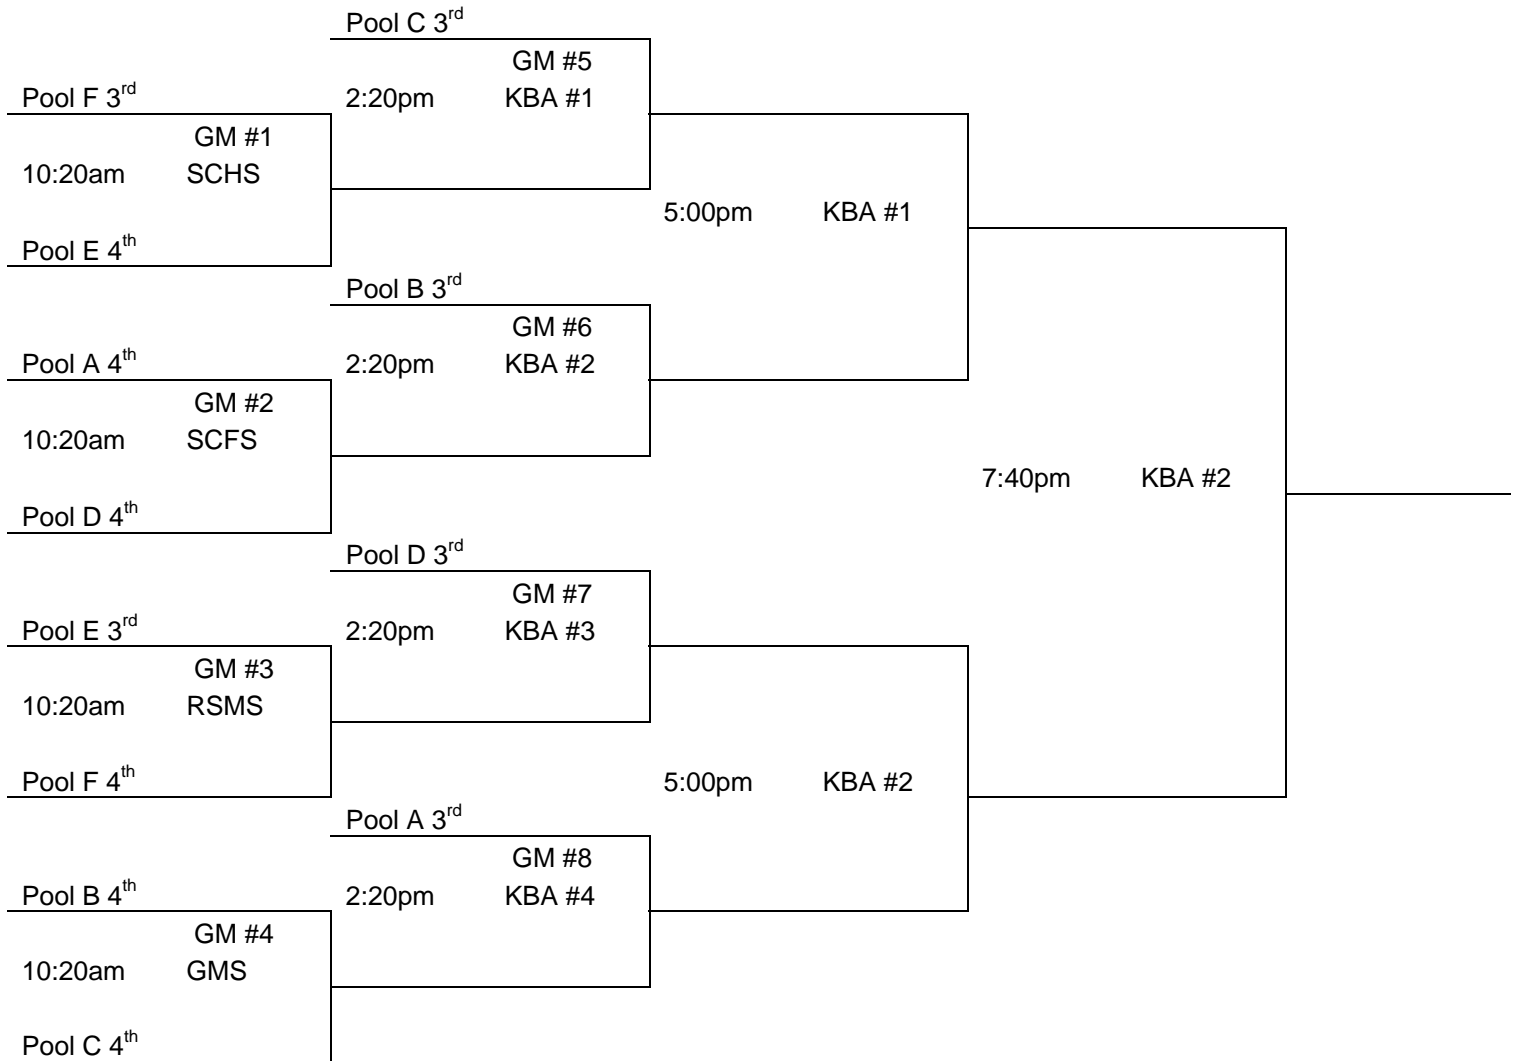 Pool C 3rd
GM #5
Pool F 3rd
2:20pm KBA #1
GM #1
10:20am SCHS
5:00pm KBA #1
Pool E 4th
Pool B 3rd
GM #6
Pool A 4th
2:20pm KBA #2
GM #2
10:20am SCFS
7:40pm KBA #2
Pool D 4th
Pool D 3rd
GM #7
Pool E 3rd
2:20pm KBA #3
GM #3
10:20am RSMS
Pool F 4th
5:00pm KBA #2
Pool A 3rd
GM #8
Pool B 4th
2:20pm KBA #4
GM #4
10:20am GMS
Pool C 4th